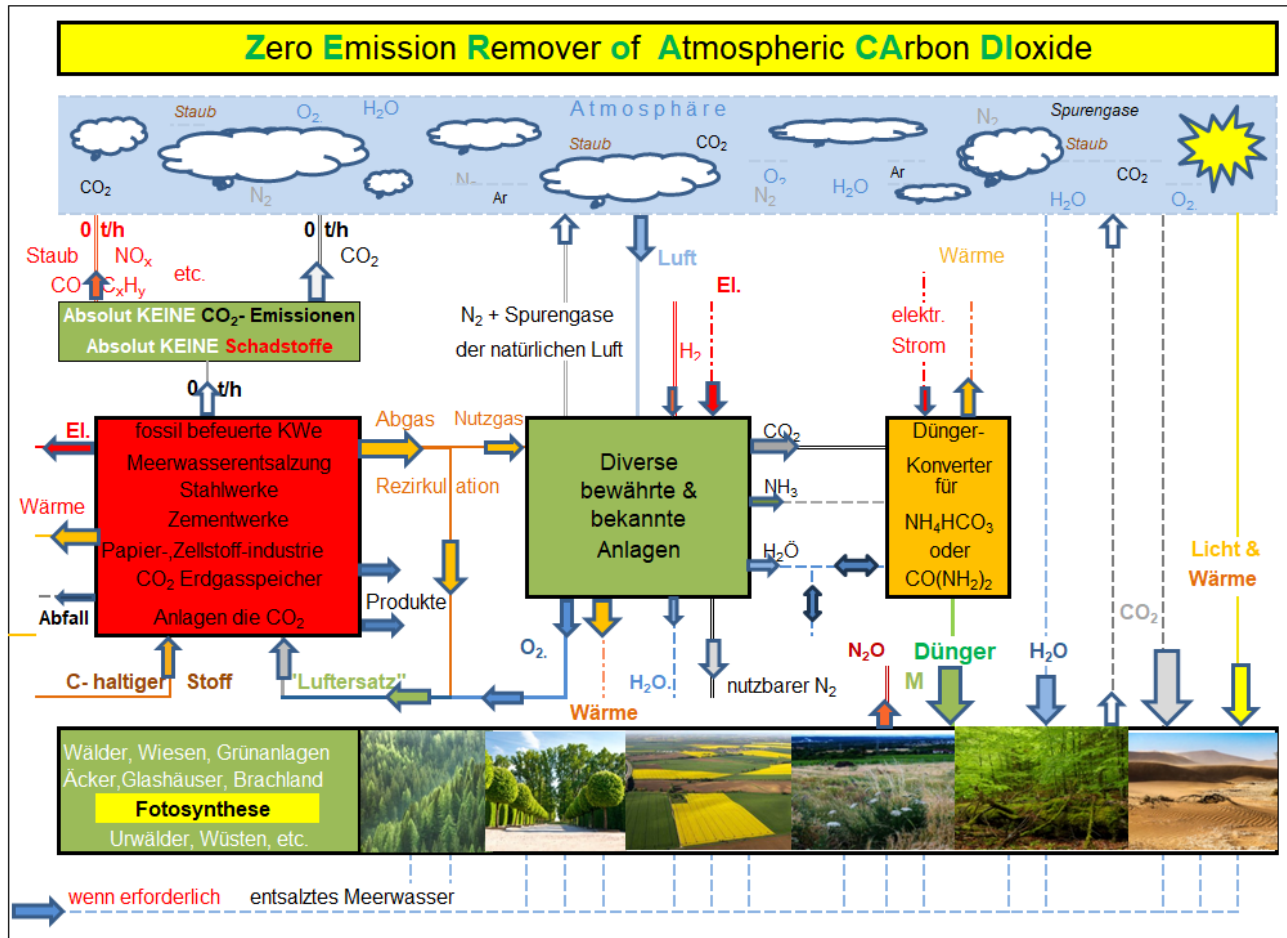 Zero Emission Remover of Atmospheric CArbon DIoxide
Atmosphäre
Staub
O₂.
H₂O
CO₂
N₂
N₂
Ar
Staub
CO₂
O₂
N₂
H₂O
Ar
N₂
Spurengase
Staub
CO₂
H₂O
O₂.
0 t/h
0 t/h
Staub NOₓ
CO CₓHᵧ etc.
CO₂
Absolut KEINE CO₂- Emissionen
Absolut KEINE Schadstoffe
0 t/h
N₂ + Spurengase
der natürlichen Luft
Luft
H₂
El.
elektr.
Strom
Wärme
El.
Wärme
Abfall
fossil befeuerte KWe
Meerwasserentsalzung
Stahlwerke
Zementwerke
Papier-,Zellstoff-industrie
CO₂ Erdgasspeicher
Anlagen die CO₂
Abgas
Nutzgas
Rezirkulation
Produkte
Diverse
bewährte &
bekannte
Anlagen
CO₂
NH₃
H₂Ö
Dünger-
Konverter
für
NH₄HCO₃
oder
CO(NH₂)₂
Licht &
Wärme
CO₂
C- haltiger Stoff
"Luftersatz"
O₂.
Wärme
H₂O.
nutzbarer N₂
N₂O
Dünger
M
H₂O
Wälder, Wiesen, Grünanlagen
Äcker,Glashäuser, Brachland
Fotosynthese
Urwälder, Wüsten, etc.
wenn erforderlich entsalztes Meerwasser